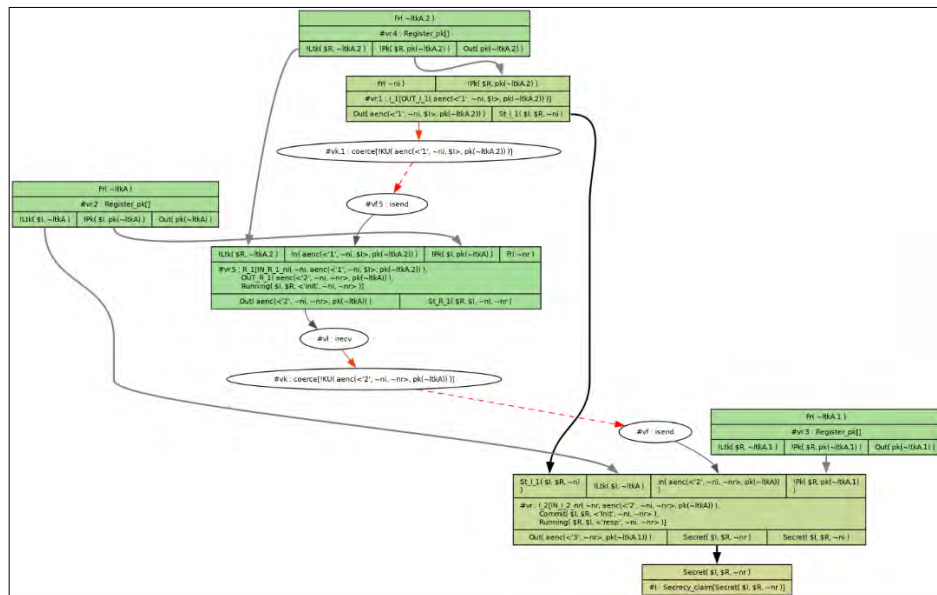 Fr( ~ltkA.2 )
#vr.4 : Register_pk[]
!Ltk( $R, ~ltkA.2 ) !Pk( $R, pk(~ltkA.2) ) Out( pk(~ltkA.2) )
Fr( ~ni ) !Pk( $R, pk(~ltkA.2) )
#vr.1 : I_1[OUT_I_1( aenc(<'1', ~ni, $I>, pk(~ltkA.2)) )]
Out( aenc(<'1', ~ni, $I>, pk(~ltkA.2)) ) St_I_1( $I, $R, ~ni )
#vk.1 : coerce[!KU( aenc(<'1', ~ni, $I>, pk(~ltkA.2)) )]
Fr( ~ltkA )
#vr.2 : Register_pk[]
!Ltk( $I, ~ltkA ) !Pk( $I, pk(~ltkA) ) Out( pk(~ltkA) )
#vf.5 : isend
!Ltk( $R, ~ltkA.2 ) In( aenc(<'1', ~ni, $I>, pk(~ltkA.2)) ) !Pk( $I, pk(~ltkA) ) Fr( ~nr )
#vr.5 : R_1[IN_R_1_ni( ~ni, aenc(<'1', ~ni, $I>, pk(~ltkA.2)) ),
OUT_R_1( aenc(<'2', ~ni, ~nr>, pk(~ltkA)) ),
Running( $I, $R, <'init', ~ni, ~nr> )]
Out( aenc(<'2', ~ni, ~nr>, pk(~ltkA)) ) St_R_1( $R, $I, ~ni, ~nr )
#vl : irecv
#vk : coerce[!KU( aenc(<'2', ~ni, ~nr>, pk(~ltkA)) )]
#vf : isend
Fr( ~ltkA.1 )
#vr.3 : Register_pk[]
!Ltk( $R, ~ltkA.1 ) !Pk( $R, pk(~ltkA.1) ) Out( pk(~ltkA.1) )
St_I_1( $I, $R, ~ni
) !Ltk( $I, ~ltkA ) In( aenc(<'2', ~ni, ~nr>, pk(~ltkA))
) !Pk( $R, pk(~ltkA.1)
)
#vr : I_2[IN_I_2_nr( ~nr, aenc(<'2', ~ni, ~nr>, pk(~ltkA)) ),
Commit( $I, $R, <'init', ~ni, ~nr> ),
Running( $R, $I, <'resp', ~ni, ~nr> )]
Out( aenc(<'3', ~nr>, pk(~ltkA.1)) ) Secret( $I, $R, ~nr ) Secret( $I, $R, ~ni )
Secret( $I, $R, ~nr )
#i : Secrecy_claim[Secret( $I, $R, ~nr )]